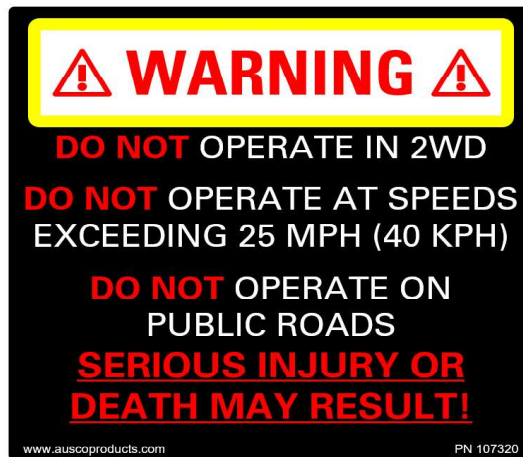 WARNING
DO NOT OPERATE IN 2WD
DO NOT OPERATE AT SPEEDS
EXCEEDING 25 MPH (40 KPH)
DO NOT OPERATE ON
PUBLIC ROADS
SERIOUS INJURY OR
DEATH MAY RESULT!
www.auscoproducts.com PN 107320